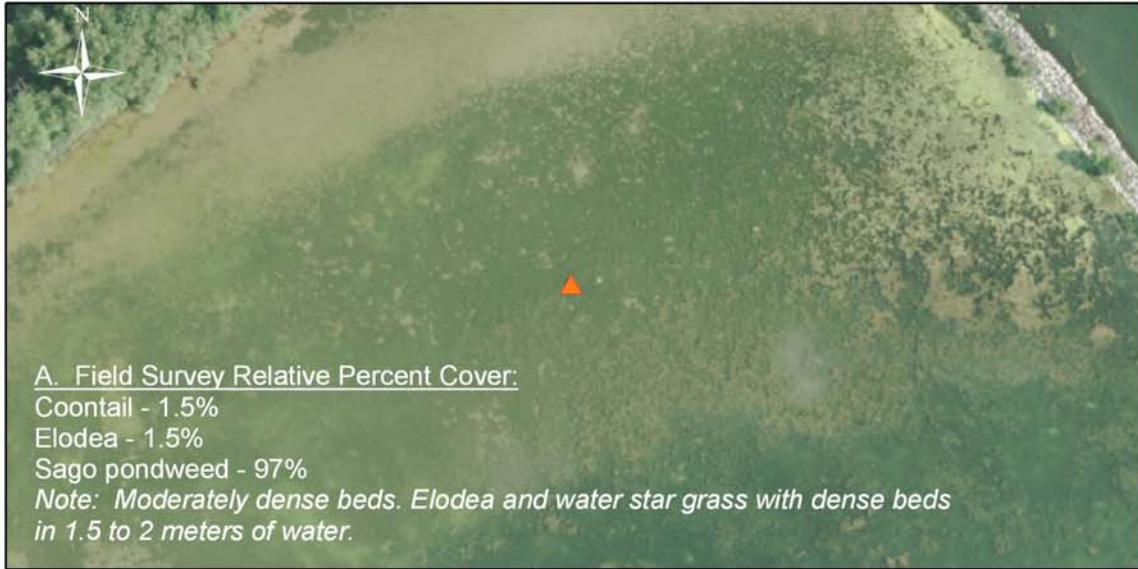 N
A. Field Survey Relative Percent Cover:
Coontail - 1.5%
Elodea - 1.5%
Sago pondweed - 97%
Note: Moderately dense beds. Elodea and water star grass with dense beds
in 1.5 to 2 meters of water.